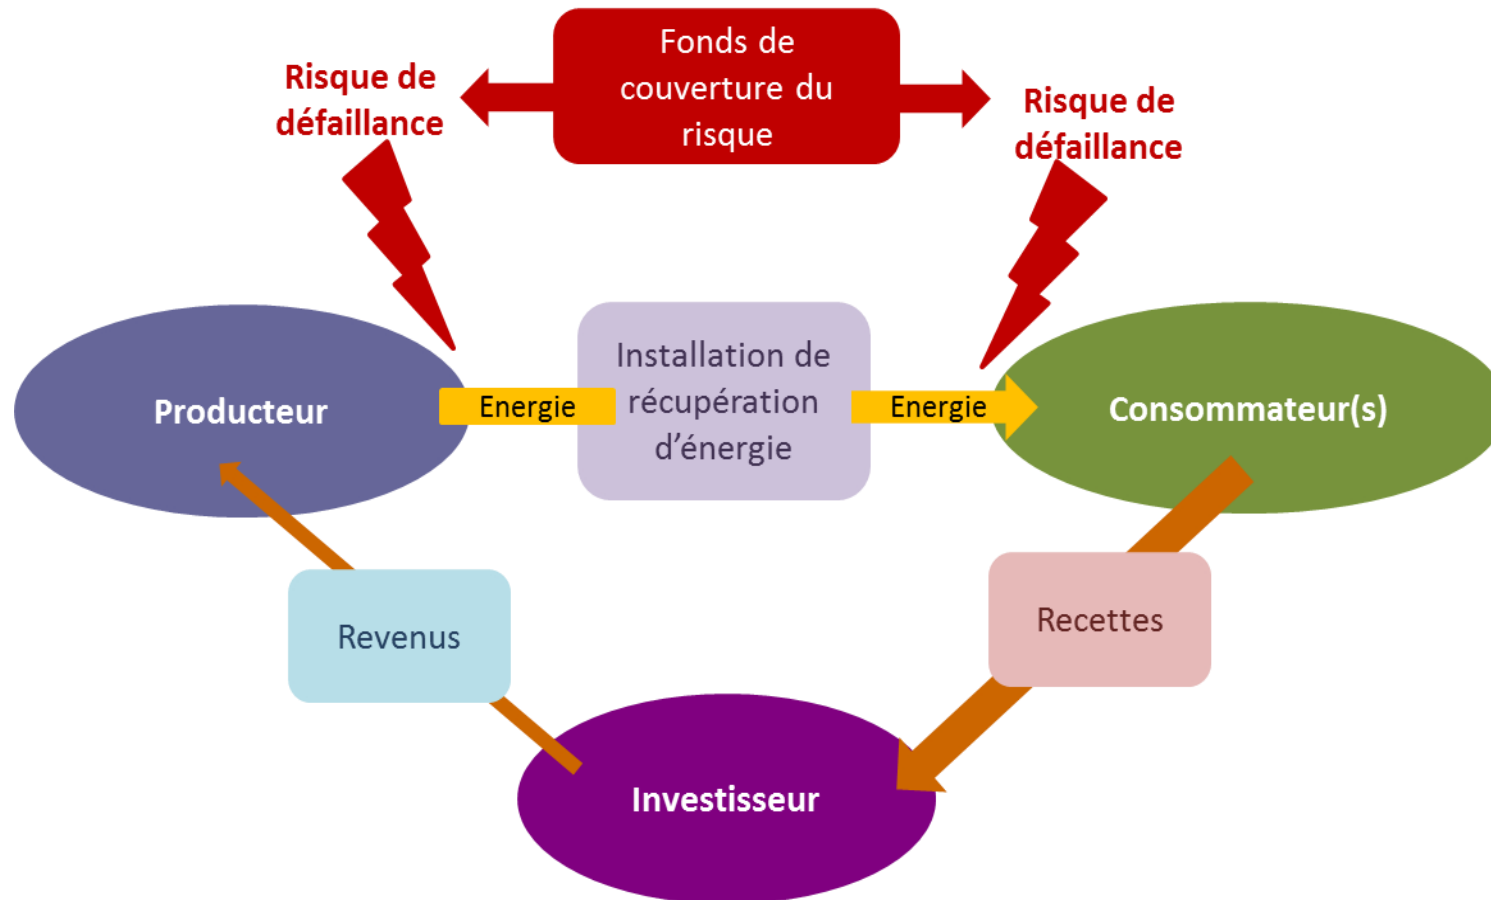 Fonds de
couverture du
risque
Risque de
défaillance
Risque de
défaillance
Producteur
Energie
Installation de
récupération
d’énergie
Energie
Consommateur(s)
Revenus
Recettes
Investisseur